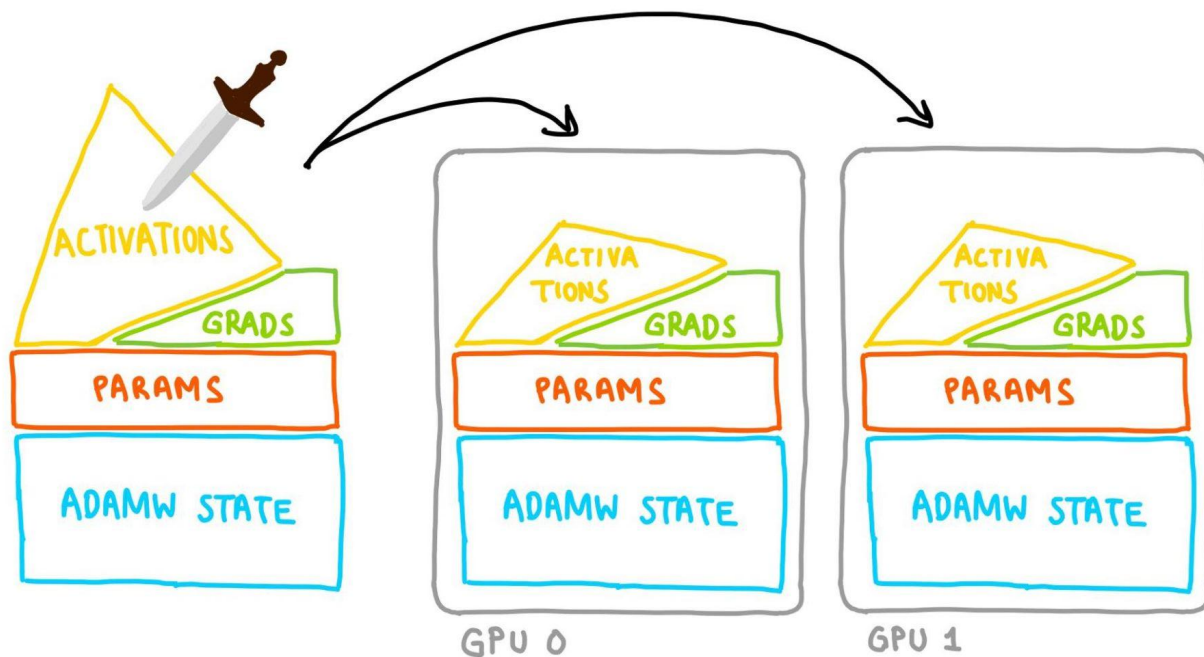 ACTIVATIONS
GRADS
PARAMS
ADAMW STATE
ACTIVA
TIONS
GRADS
PARAMS
ADAMW STATE
GPU 0
ACTIVA
TIONS
GRADS
PARAMS
ADAMW STATE
GPU 1